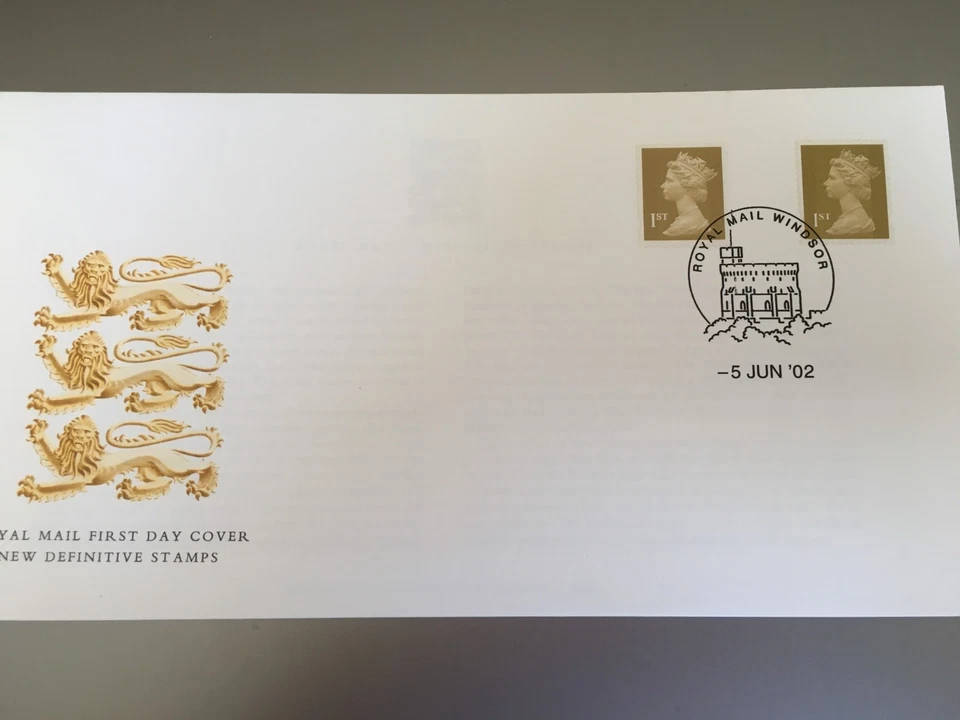 1ST
1ST
ROYAL MAIL WINDSOR
–5 JUN '02
YAL MAIL FIRST DAY COVER
NEW DEFINITIVE STAMPS